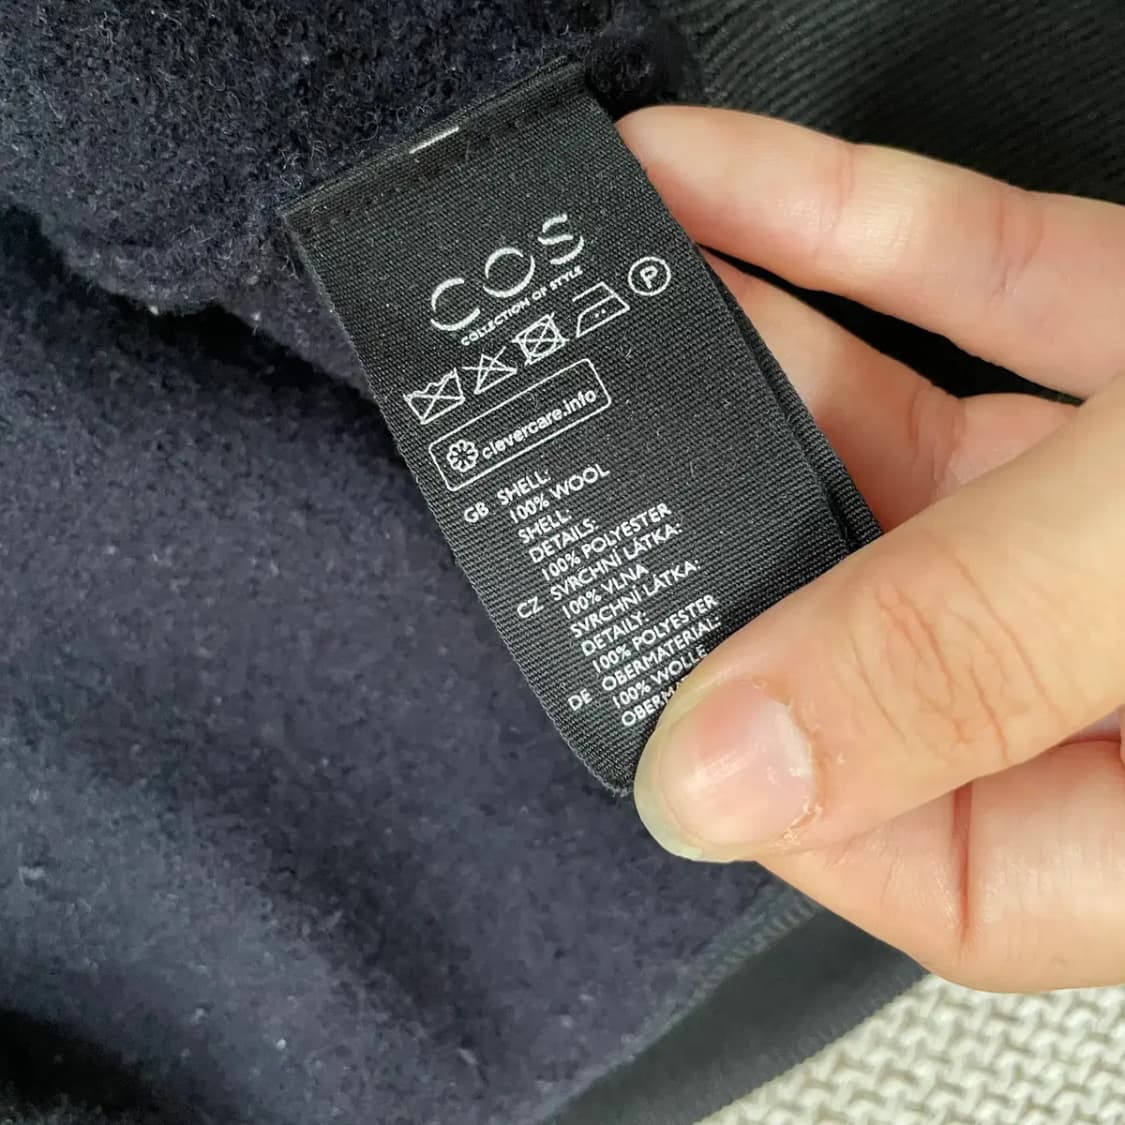 COS
COLLECTION OF STYLE
P
clevercare.info
GB SHELL:
100% WOOL
SHELL:
DETAILS:
100% POLYESTER
CZ SVRCHNÍ LÁTKA:
100% VLNA
SVRCHNÍ LÁTKA:
DETAILY:
100% POLYESTER
DE OBERMATERIAL:
100% WOLLE